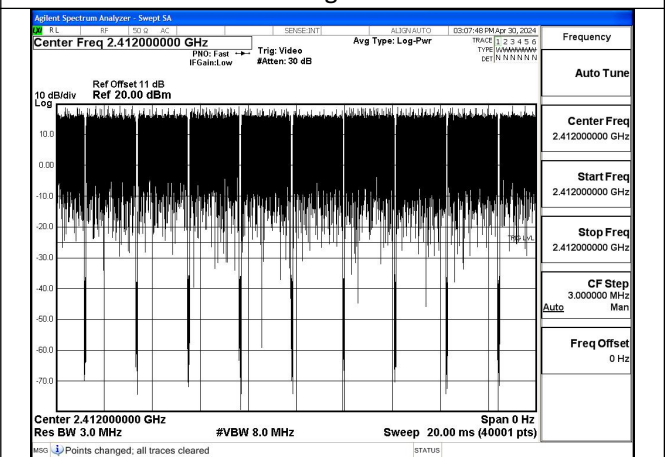 Agilent Spectrum Analyzer - Swept SA
LXI RL RF 50 Ω AC SENSE:INT ALIGN AUTO 03:07:48 PM Apr 30, 2024
Center Freq 2.412000000 GHz
PNO: Fast
IFGain:Low
Trig: Video
#Atten: 30 dB
Avg Type: Log-Pwr
TRACE 1 2 3 4 5 6
TYPE WWWWWW
DET N N N N N N
Ref Offset 11 dB
10 dB/div Ref 20.00 dBm
Log
10.0
0.00
-10.0
-20.0
-30.0
-40.0
-50.0
-60.0
-70.0
TRIG LVL
Center 2.412000000 GHz Span 0 Hz
Res BW 3.0 MHz #VBW 8.0 MHz Sweep 20.00 ms (40001 pts)
MSG Points changed; all traces cleared STATUS
Frequency
Auto Tune
Center Freq
2.412000000 GHz
Start Freq
2.412000000 GHz
Stop Freq
2.412000000 GHz
CF Step
3.000000 MHz
Auto Man
Freq Offset
0 Hz